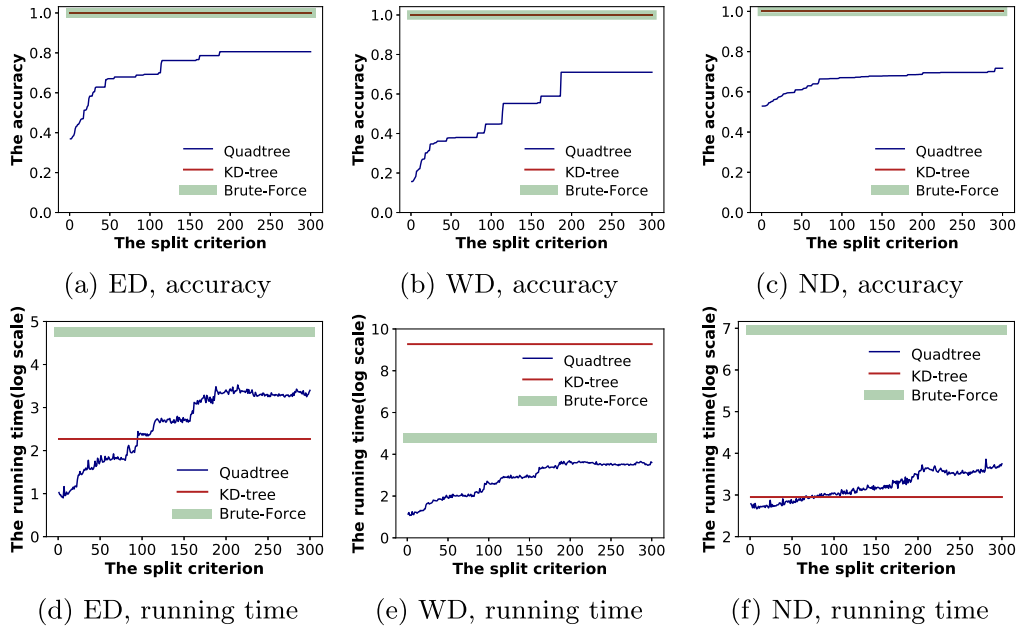 The accuracy
1.0
0.8
0.6
0.4
0.2
0.0
Quadtree
KD-tree
Brute-Force
0 50 100 150 200 250 300
The split criterion
(a) ED, accuracy
The accuracy
1.0
0.8
0.6
0.4
0.2
0.0
Quadtree
KD-tree
Brute-Force
0 50 100 150 200 250 300
The split criterion
(b) WD, accuracy
The accuracy
1.0
0.8
0.6
0.4
0.2
0.0
Quadtree
KD-tree
Brute-Force
0 50 100 150 200 250 300
The split criterion
(c) ND, accuracy
The running time(log scale)
5
4
3
2
1
0
Quadtree
KD-tree
Brute-Force
0 50 100 150 200 250 300
The split criterion
(d) ED, running time
The running time(log scale)
10
8
6
4
2
0
Quadtree
KD-tree
Brute-Force
0 50 100 150 200 250 300
The split criterion
(e) WD, running time
The running time(log scale)
7
6
5
4
3
2
Quadtree
KD-tree
Brute-Force
0 50 100 150 200 250 300
The split criterion
(f) ND, running time